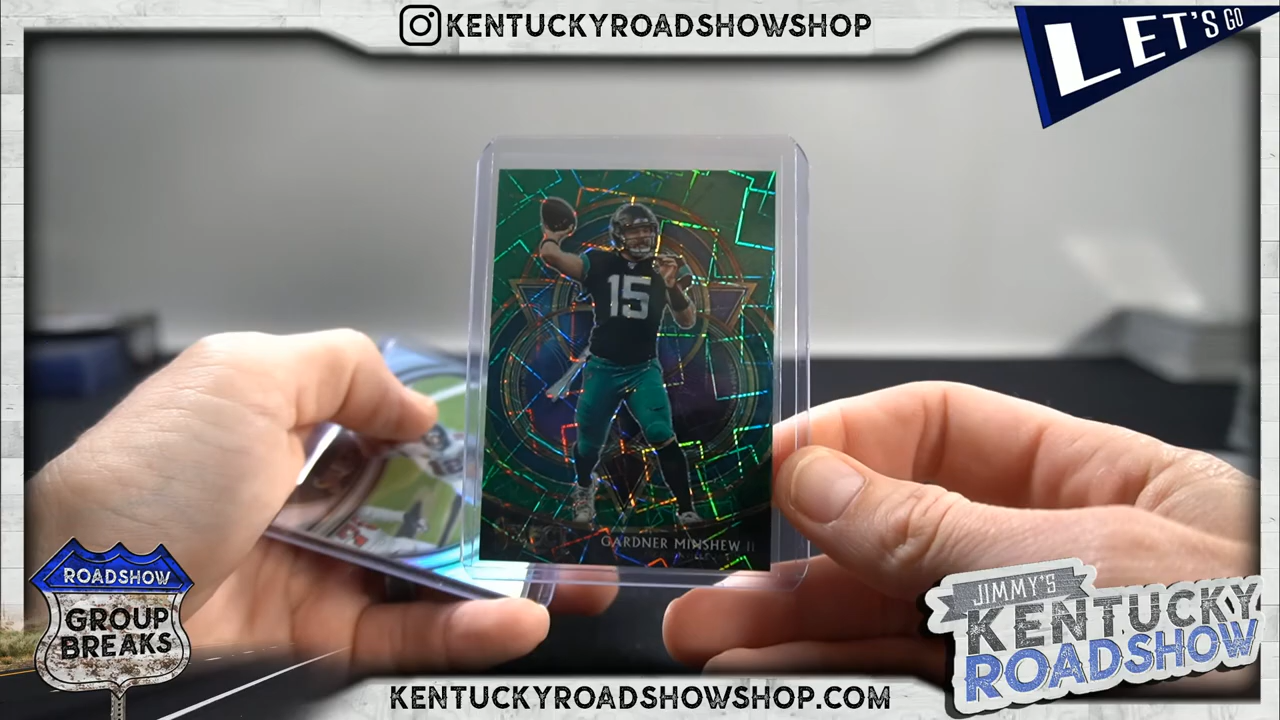 KENTUCKYROADSHOWSHOP
LET'S GO
15
GARDNER MINSHEW II
ROADSHOW
GROUP
BREAKS
JIMMY'S
KENTUCKY
ROADSHOW
KENTUCKYROADSHOWSHOP.COM